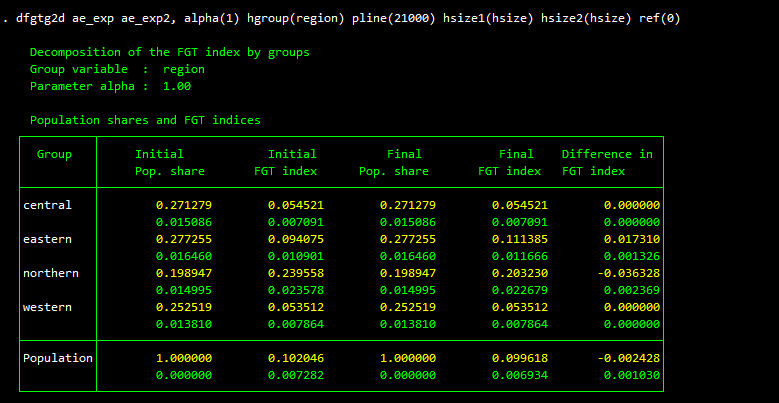 . dfgtg2d ae_exp ae_exp2, alpha(1) hgroup(region) pline(21000) hsize1(hsize) hsize2(hsize) ref(0)
Decomposition of the FGT index by groups
Group variable  :  region
Parameter alpha :  1.00
Population shares and FGT indices
Group Initial Initial Final Final Difference in
Pop. share FGT index Pop. share FGT index FGT index
central 0.271279 0.054521 0.271279 0.054521 0.000000
0.015086 0.007091 0.015086 0.007091 0.000000
eastern 0.277255 0.094075 0.277255 0.111385 0.017310
0.016460 0.010901 0.016460 0.011666 0.001326
northern 0.198947 0.239558 0.198947 0.203230 -0.036328
0.014995 0.023578 0.014995 0.022679 0.002369
western 0.252519 0.053512 0.252519 0.053512 0.000000
0.013810 0.007864 0.013810 0.007864 0.000000
Population 1.000000 0.102046 1.000000 0.099618 -0.002428
0.000000 0.007282 0.000000 0.006934 0.001030